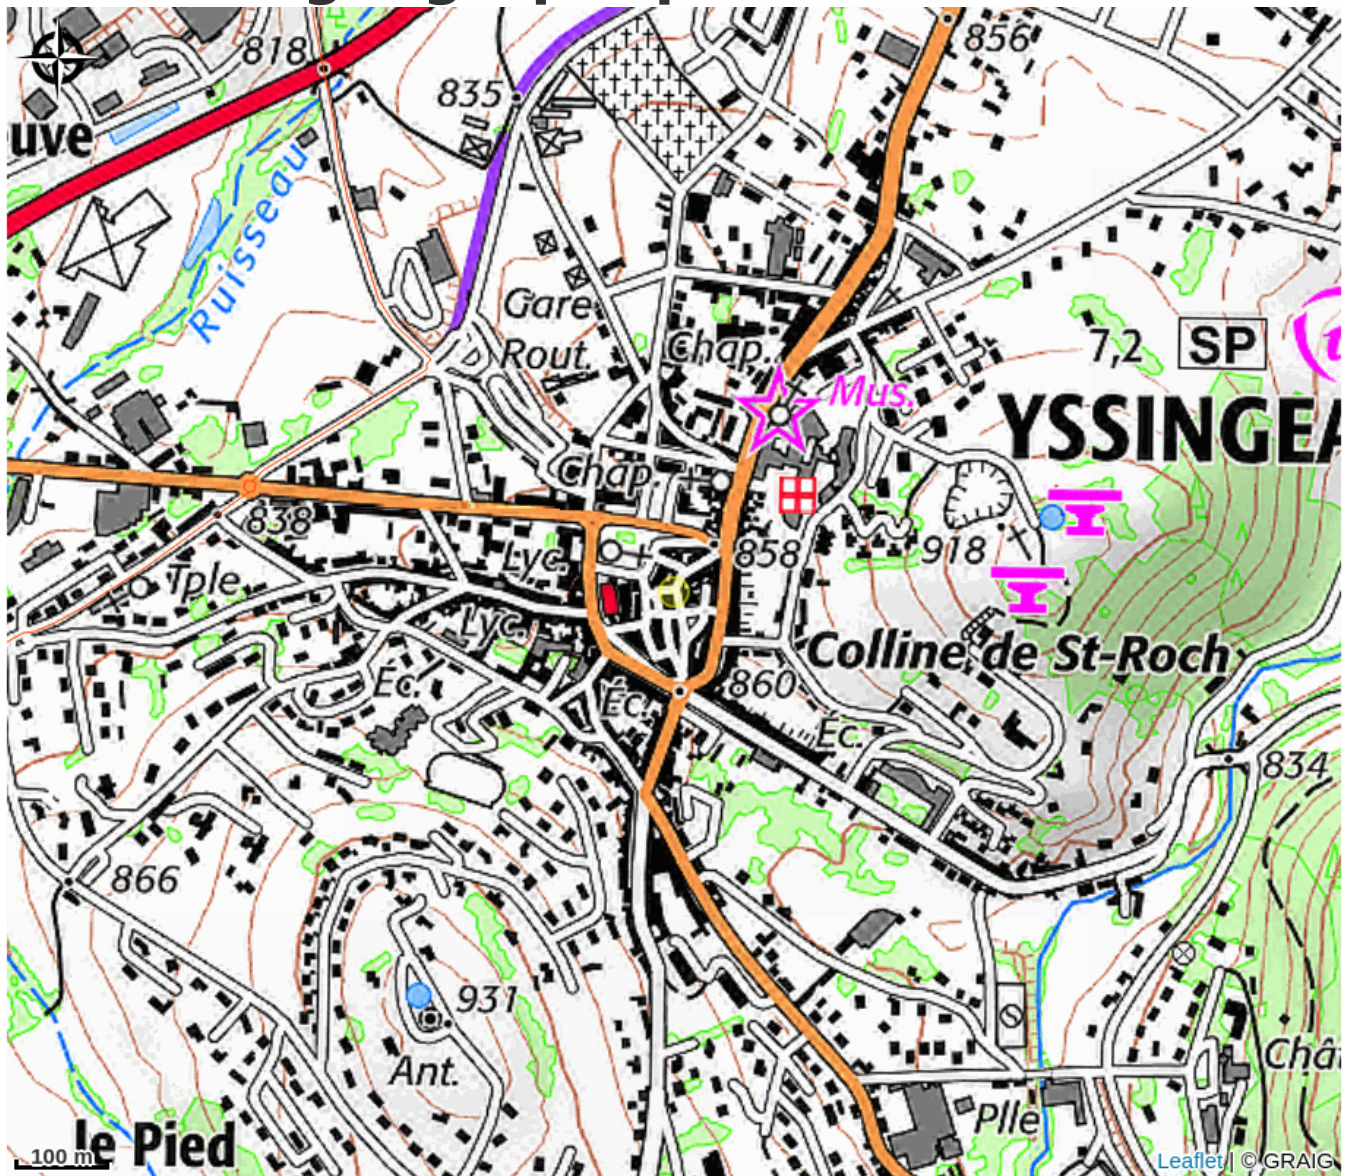 818
856
835
uve
Ruisseau
Gare
Rout.
Chap.
7,2
SP
Mus.
YSSINGEA
Chap.
838
Lyc.
858
918
Tple
Lyc.
Colline de St-Roch
Éc.
Éc.
860
Éc.
834
866
931
Ant.
Chât
Plle
le Pied
100 m
Leaflet | © GRAIG